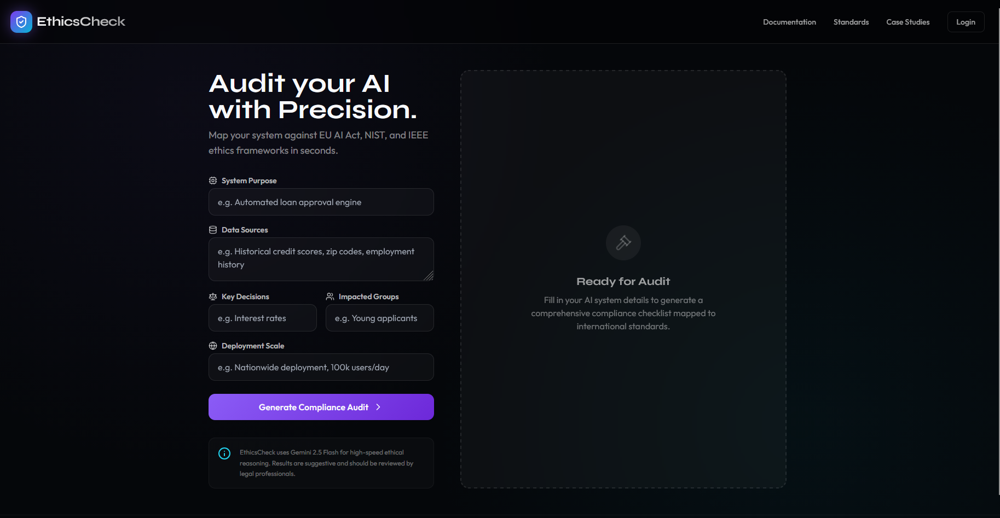 EthicsCheck
Documentation
Standards
Case Studies
Login
Audit your AI
with Precision.
Map your system against EU AI Act, NIST, and IEEE
ethics frameworks in seconds.
System Purpose
e.g. Automated loan approval engine
Data Sources
e.g. Historical credit scores, zip codes, employment
history
Key Decisions
e.g. Interest rates
Impacted Groups
e.g. Young applicants
Deployment Scale
e.g. Nationwide deployment, 100k users/day
Generate Compliance Audit
EthicsCheck uses Gemini 2.5 Flash for high-speed ethical
reasoning. Results are suggestive and should be reviewed by
legal professionals.
Ready for Audit
Fill in your AI system details to generate a
comprehensive compliance checklist mapped to
international standards.